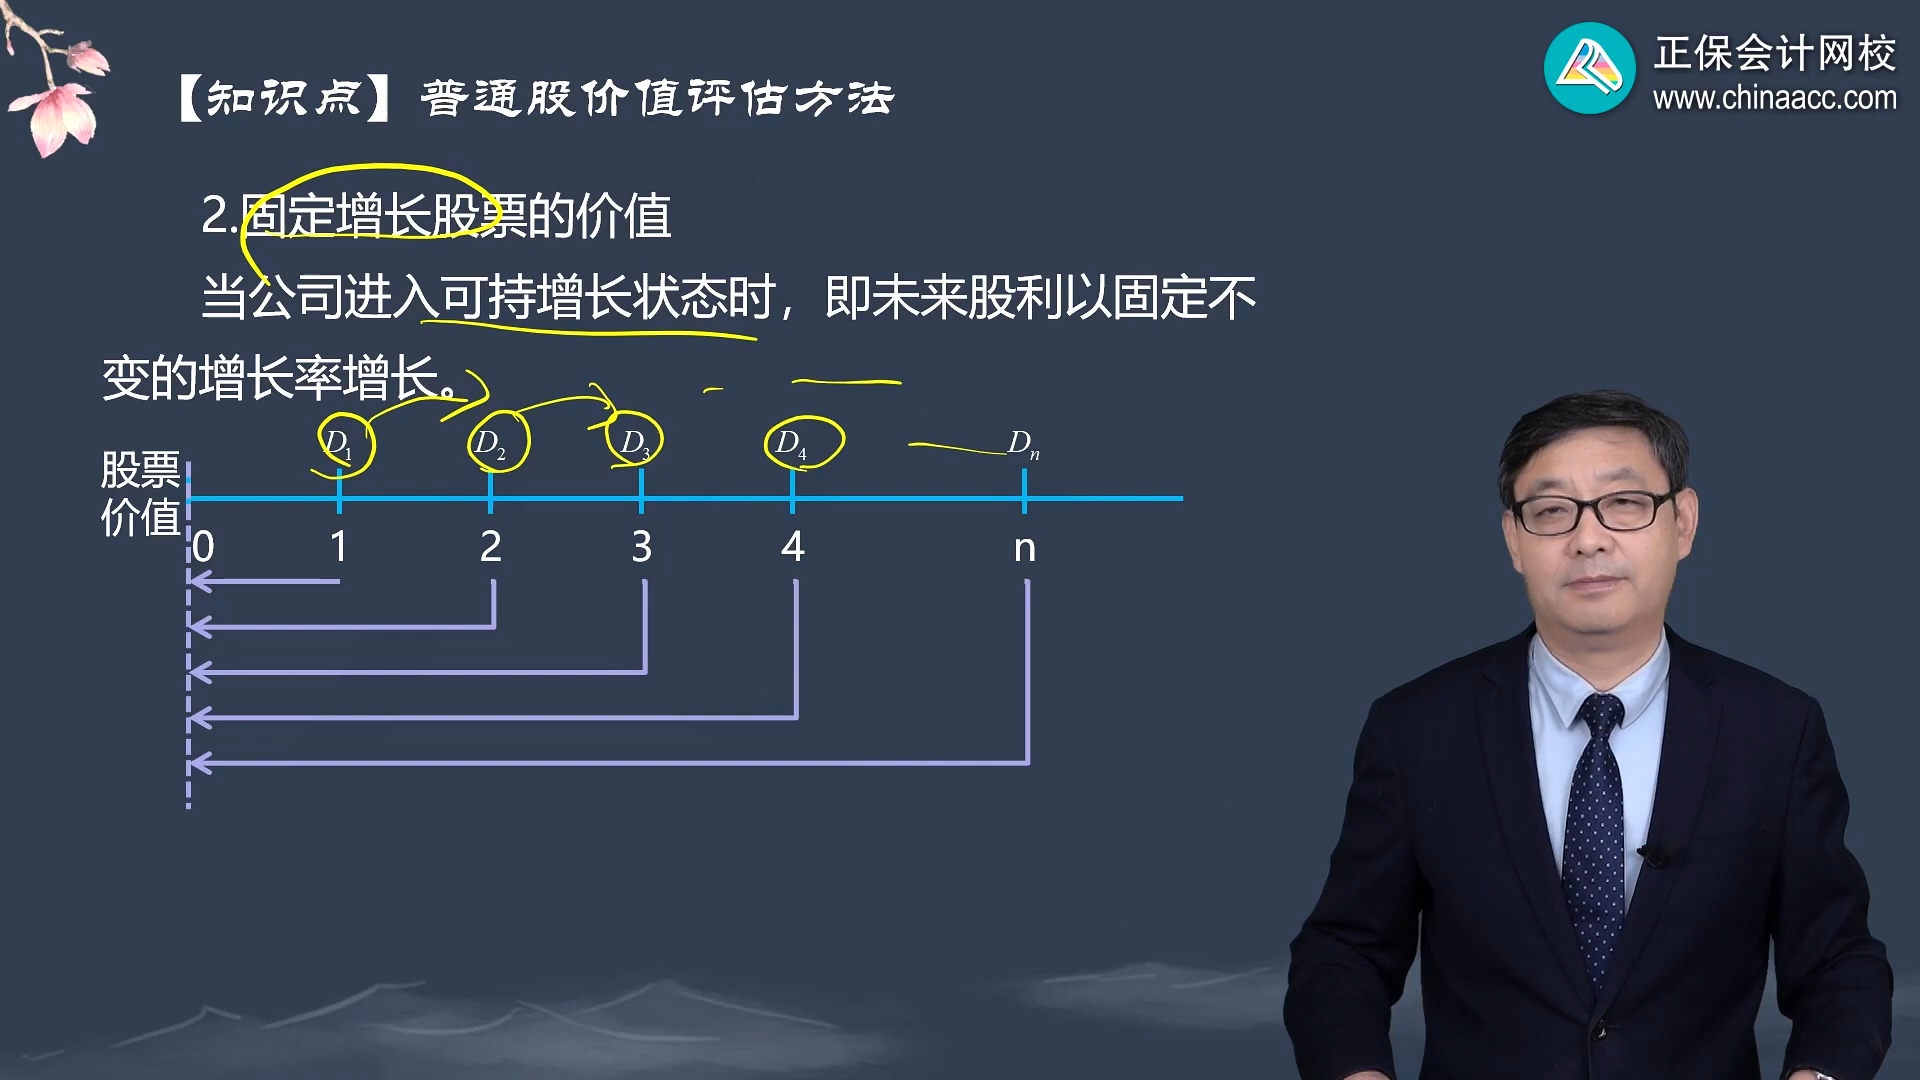 正保会计网校
www.chinaacc.com
【知识点】普通股价值评估方法
2.固定增长股票的价值
当公司进入可持增长状态时，即未来股利以固定不
变的增长率增长。
D1 D2 D3 D4 Dn
股票
价值
0 1 2 3 4 n